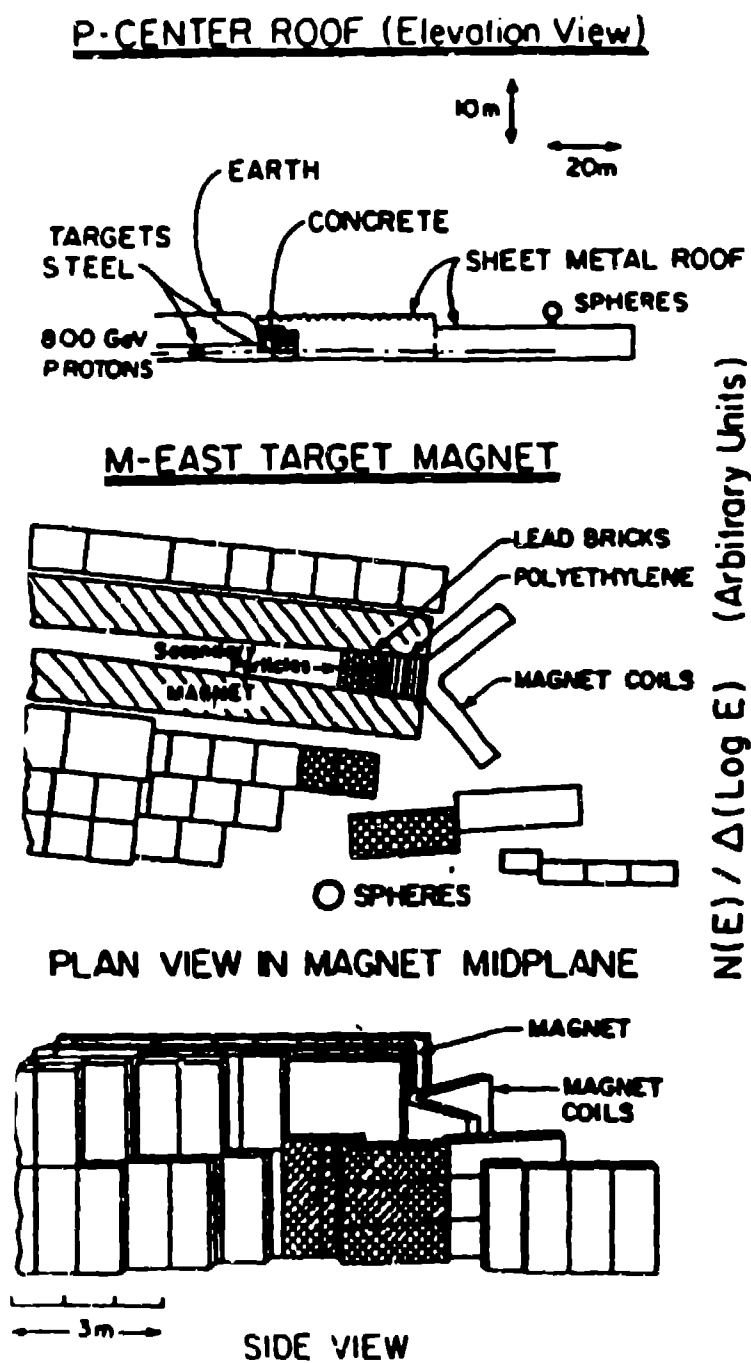 P-CENTER ROOF (Elevation View)
10m
20m
EARTH
CONCRETE
TARGETS
STEEL
SHEET METAL ROOF
SPHERES
800 GeV
PROTONS
M-EAST TARGET MAGNET
LEAD BRICKS
POLYETHYLENE
Secondary
Particles
MAGNET
MAGNET COILS
SPHERES
PLAN VIEW IN MAGNET MIDPLANE
MAGNET
MAGNET
COILS
3m
SIDE VIEW
N(E) / Δ(Log E) (Arbitrary Units)